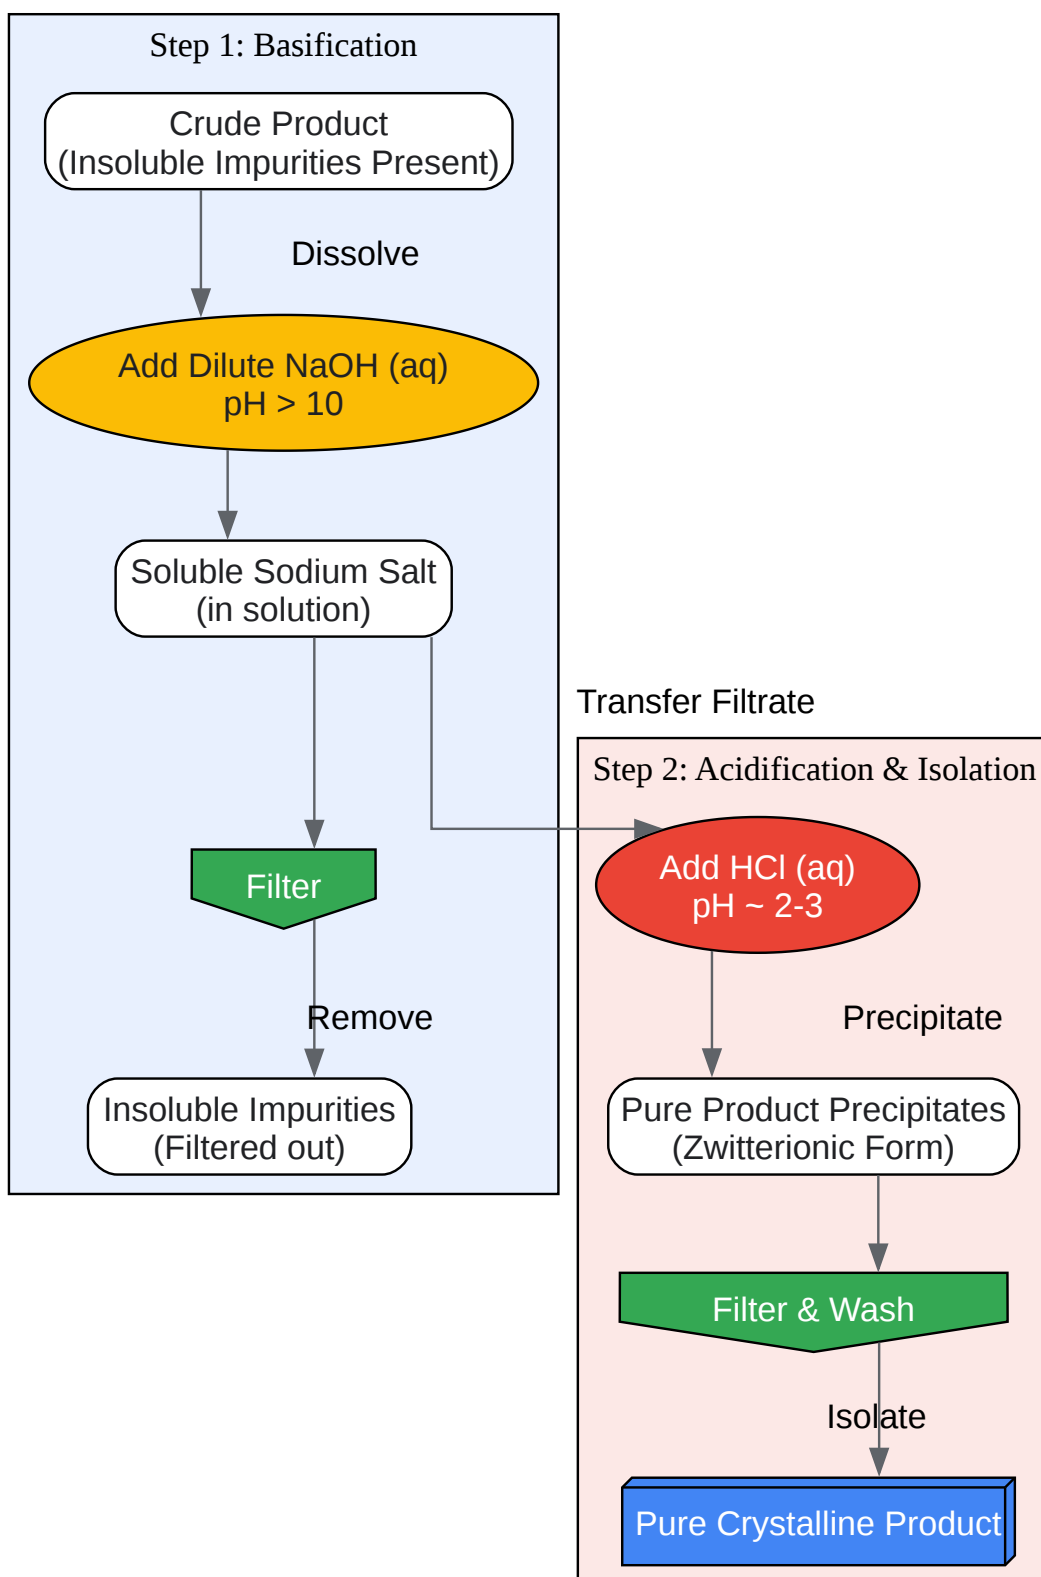 Step 1: Basification
Crude Product
(Insoluble Impurities Present)
Dissolve
Add Dilute NaOH (aq)
pH > 10
Soluble Sodium Salt
(in solution)
Filter
Remove
Insoluble Impurities
(Filtered out)
Transfer Filtrate
Step 2: Acidification & Isolation
Add HCl (aq)
pH ~ 2-3
Precipitate
Pure Product Precipitates
(Zwitterionic Form)
Filter & Wash
Isolate
Pure Crystalline Product